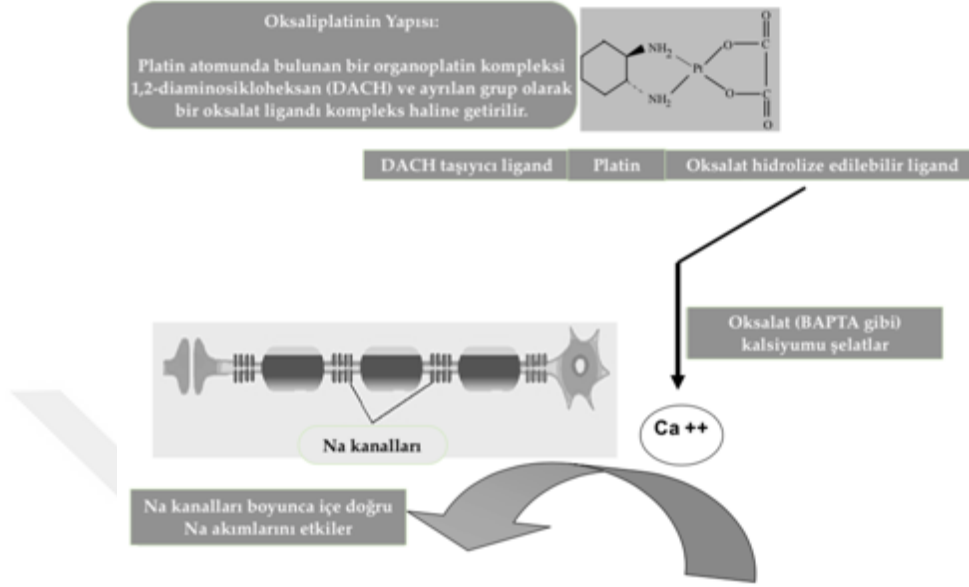 Oksaliplatinin Yapısı:
Platin atomunda bulunan bir organoplatin kompleksi
1,2-diaminosikloheksan (DACH) ve ayrılan grup olarak
bir oksalat ligandı kompleks haline getirilir.
NH2
NH2
Pt
O
O
C
C
O
O
DACH taşıyıcı ligand
Platin
Oksalat hidrolize edilebilir ligand
Oksalat (BAPTA gibi)
kalsiyumu şelatlar
Na kanalları
Ca ++
Na kanalları boyunca içe doğru
Na akımlarını etkiler